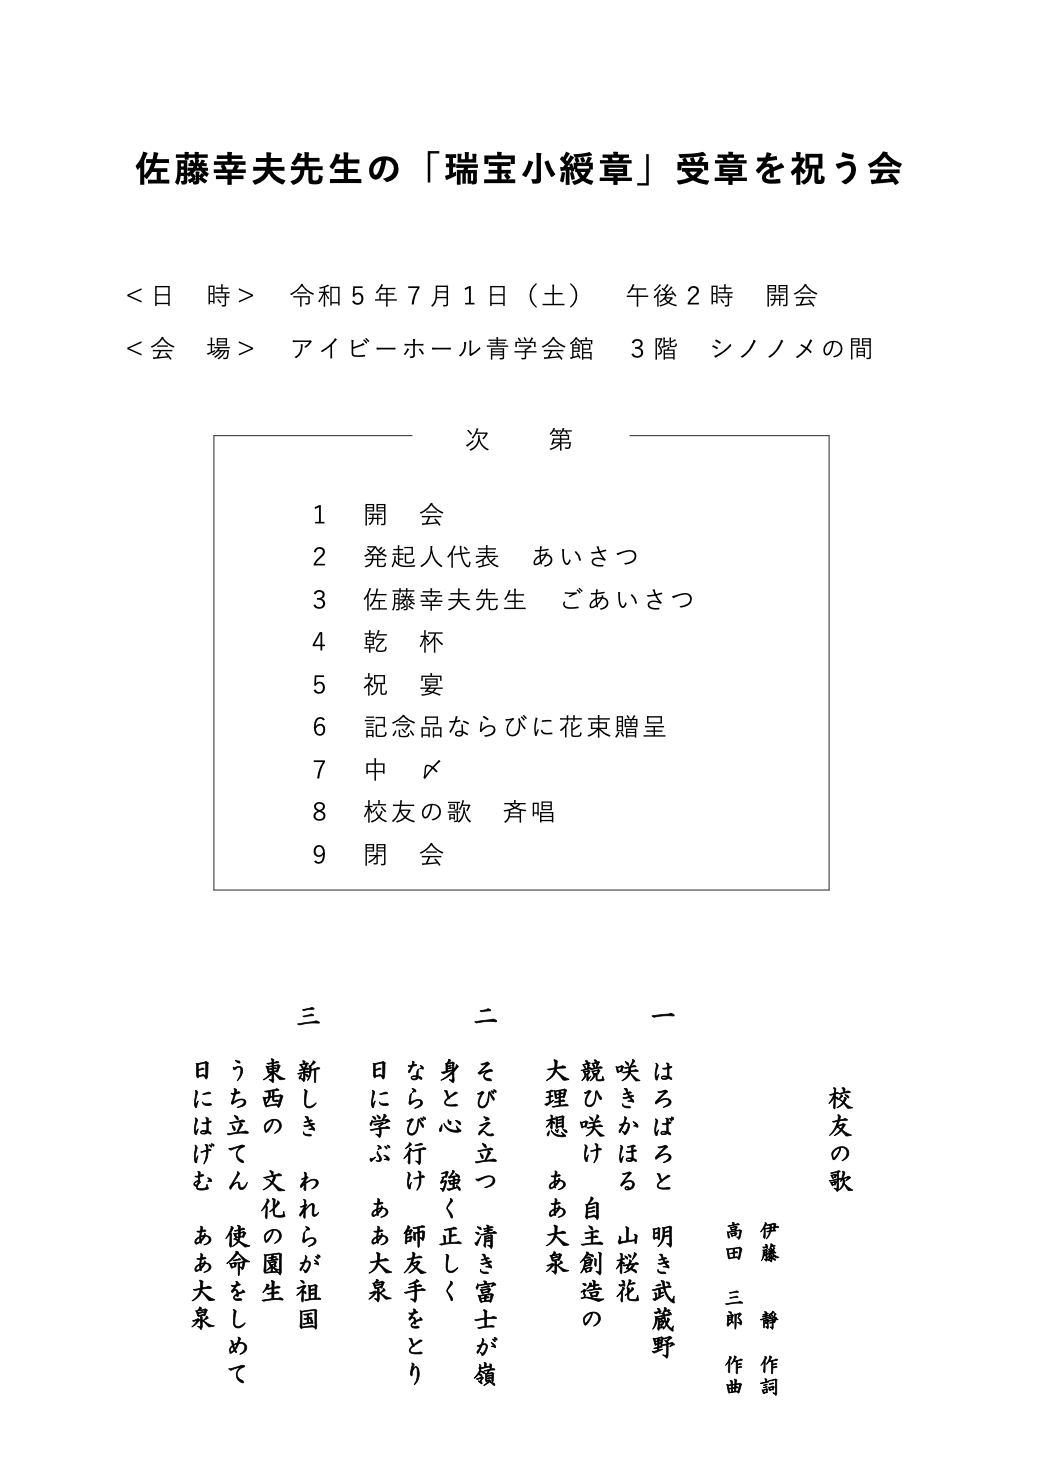 佐藤幸夫先生の「瑞宝小綬章」受章を祝う会
＜日　時＞　令和5年7月1日（土）　午後2時　開会
＜会　場＞　アイビーホール青学会館　3階　シノノメの間
次　第
1　開　会
2　発起人代表　あいさつ
3　佐藤幸夫先生　ごあいさつ
4　乾　杯
5　祝　宴
6　記念品ならびに花束贈呈
7　中　〆
8　校友の歌　斉唱
9　閉　会
校友の歌
伊藤　静　作詞
高田　三郎　作曲
一　はろばろと　明き武蔵野
咲きかほる　山桜花
競ひ咲け　自主創造の
大理想　ああ大泉
二　そびえ立つ　清き富士が嶺
身と心　強く正しく
ならび行け　師友手をとり
日に学ぶ　ああ大泉
三　新しき　われらが祖国
東西の　文化の園生
うち立てん　使命をしめて
日にはげむ　ああ大泉